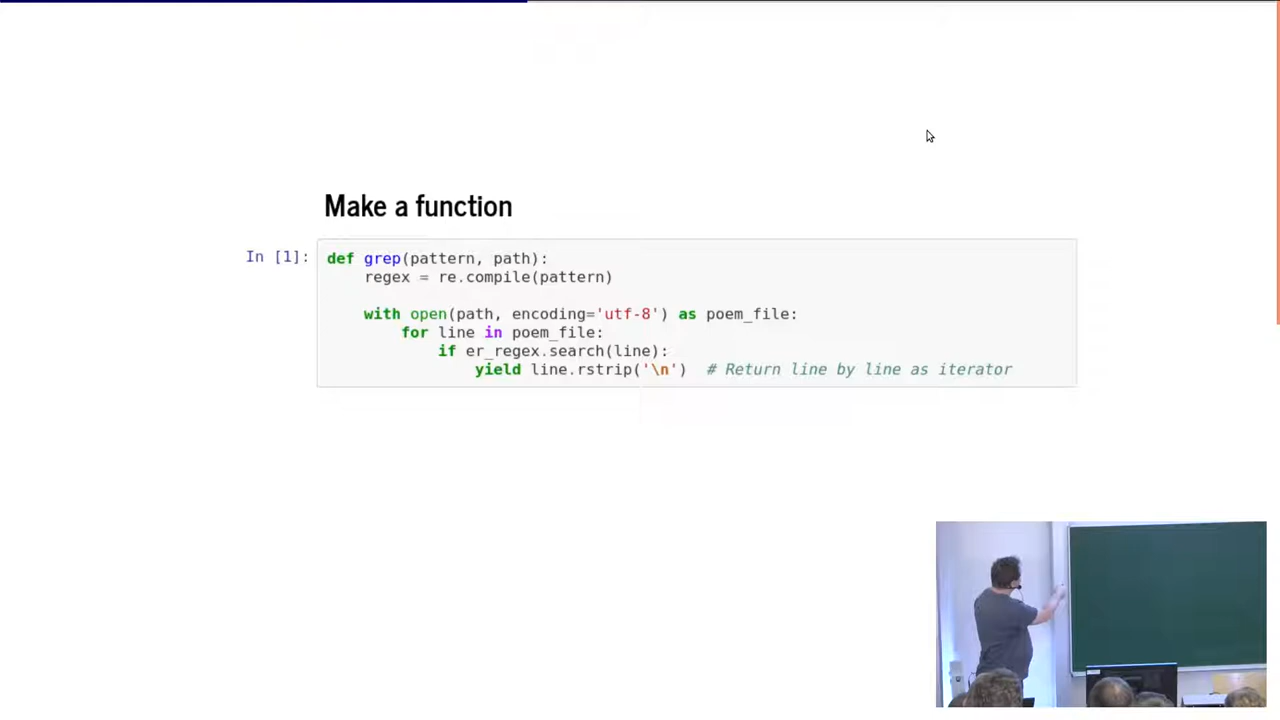 Make a function
In [1]:
def grep(pattern, path):
    regex = re.compile(pattern)
    with open(path, encoding='utf-8') as poem_file:
        for line in poem_file:
            if er_regex.search(line):
                yield line.rstrip('\n')  # Return line by line as iterator